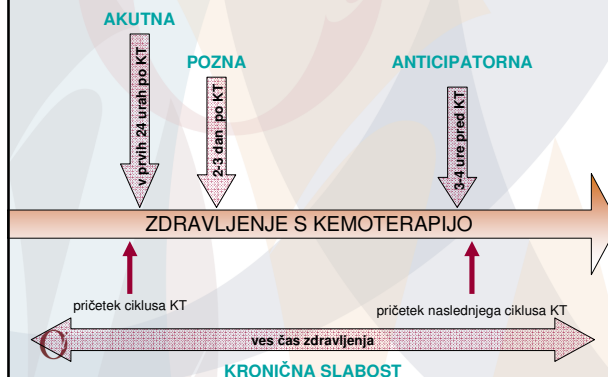 AKUTNA
POZNA
ANTICIPATORNA
v prvih 24 urah po KT
2-3 dan po KT
3-4 ure pred KT
ZDRAVLJENJE S KEMOTERAPIJO
pričetek ciklusa KT
pričetek naslednjega ciklusa KT
ves čas zdravljenja
KRONIČNA SLABOST